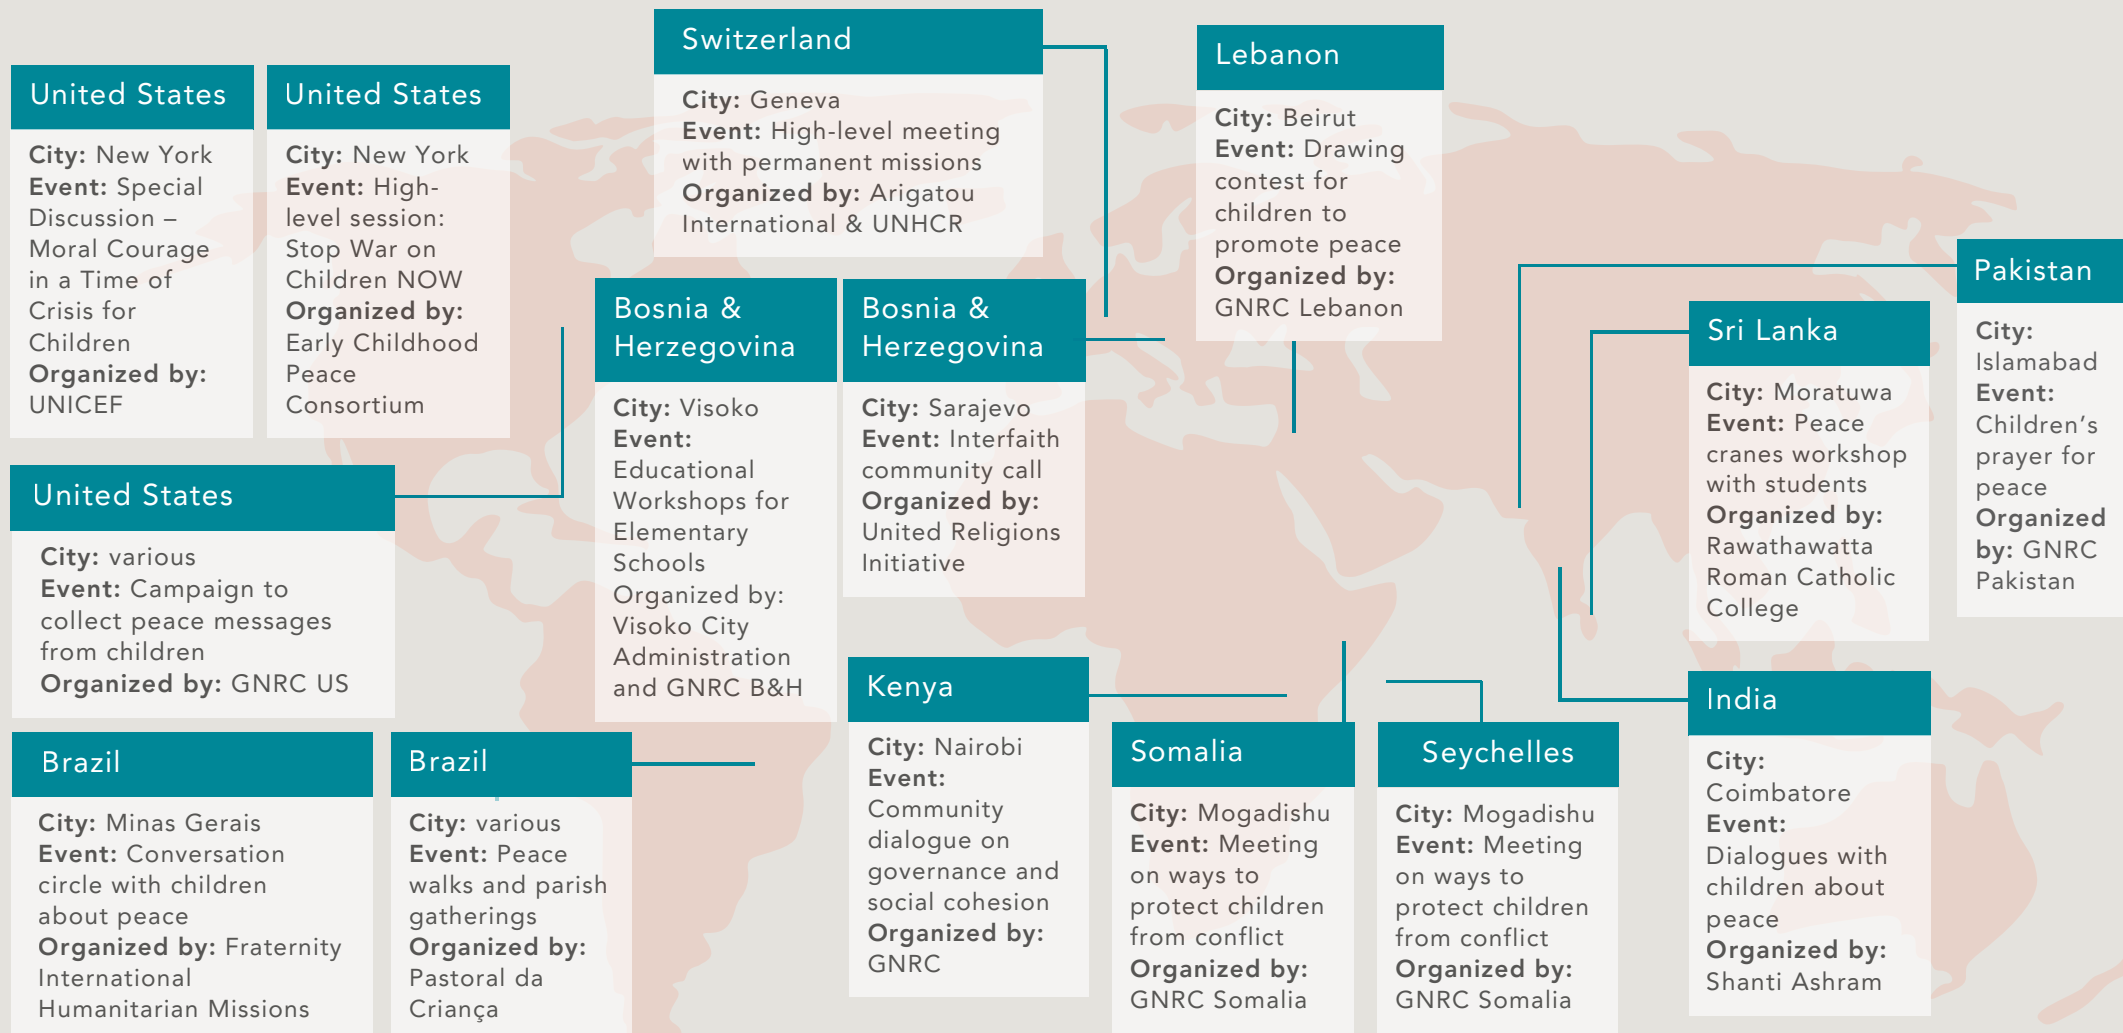 United States
City: New York
Event: Special
Discussion –
Moral Courage
in a Time of
Crisis for
Children
Organized by:
UNICEF
United States
City: New York
Event: High-
level session:
Stop War on
Children NOW
Organized by:
Early Childhood
Peace
Consortium
Switzerland
City: Geneva
Event: High-level meeting
with permanent missions
Organized by: Arigatou
International & UNHCR
Lebanon
City: Beirut
Event: Drawing
contest for
children to
promote peace
Organized by:
GNRC Lebanon
Pakistan
City:
Islamabad
Event:
Children's
prayer for
peace
Organized
by: GNRC
Pakistan
Bosnia &
Herzegovina
City: Visoko
Event:
Educational
Workshops for
Elementary
Schools
Organized by:
Visoko City
Administration
and GNRC B&H
Bosnia &
Herzegovina
City: Sarajevo
Event: Interfaith
community call
Organized by:
United Religions
Initiative
Sri Lanka
City: Moratuwa
Event: Peace
cranes workshop
with students
Organized by:
Rawathawatta
Roman Catholic
College
United States
City: various
Event: Campaign to
collect peace messages
from children
Organized by: GNRC US
Brazil
City: Minas Gerais
Event: Conversation
circle with children
about peace
Organized by: Fraternity
International
Humanitarian Missions
Brazil
City: various
Event: Peace
walks and parish
gatherings
Organized by:
Pastoral da
Criança
Kenya
City: Nairobi
Event:
Community
dialogue on
governance and
social cohesion
Organized by:
GNRC
Somalia
City: Mogadishu
Event: Meeting
on ways to
protect children
from conflict
Organized by:
GNRC Somalia
Seychelles
City: Mogadishu
Event: Meeting
on ways to
protect children
from conflict
Organized by:
GNRC Somalia
India
City:
Coimbatore
Event:
Dialogues with
children about
peace
Organized by:
Shanti Ashram